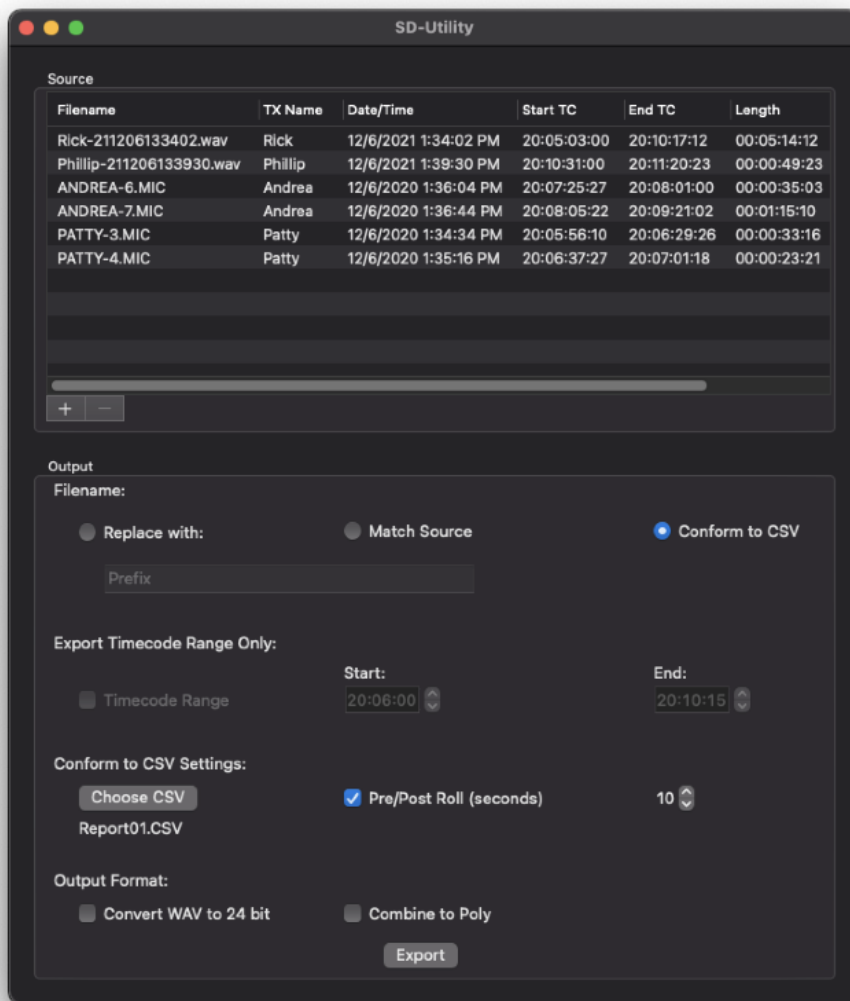 SD-Utility
Source
Filename TX Name Date/Time Start TC End TC Length
Rick-211206133402.wav Rick 12/6/2021 1:34:02 PM 20:05:03:00 20:10:17:12 00:05:14:12
Phillip-211206133930.wav Phillip 12/6/2021 1:39:30 PM 20:10:31:00 20:11:20:23 00:00:49:23
ANDREA-6.MIC Andrea 12/6/2020 1:36:04 PM 20:07:25:27 20:08:01:00 00:00:35:03
ANDREA-7.MIC Andrea 12/6/2020 1:36:44 PM 20:08:05:22 20:09:21:02 00:01:15:10
PATTY-3.MIC Patty 12/6/2020 1:34:34 PM 20:05:56:10 20:06:29:26 00:00:33:16
PATTY-4.MIC Patty 12/6/2020 1:35:16 PM 20:06:37:27 20:07:01:18 00:00:23:21
+ −
Output
Filename:
Replace with: Match Source Conform to CSV
Prefix
Export Timecode Range Only:
Start: End:
Timecode Range 20:06:00 20:10:15
Conform to CSV Settings:
Choose CSV Pre/Post Roll (seconds) 10
Report01.CSV
Output Format:
Convert WAV to 24 bit Combine to Poly
Export